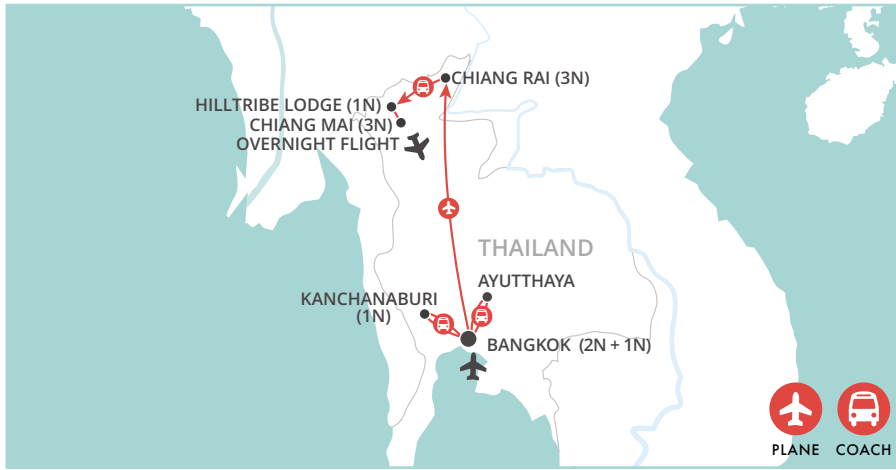 CHIANG RAI (3N)
HILLTRIBE LODGE (1N)
CHIANG MAI (3N)
OVERNIGHT FLIGHT
THAILAND
AYUTTHAYA
KANCHANABURI
(1N)
BANGKOK (2N + 1N)
PLANE
COACH